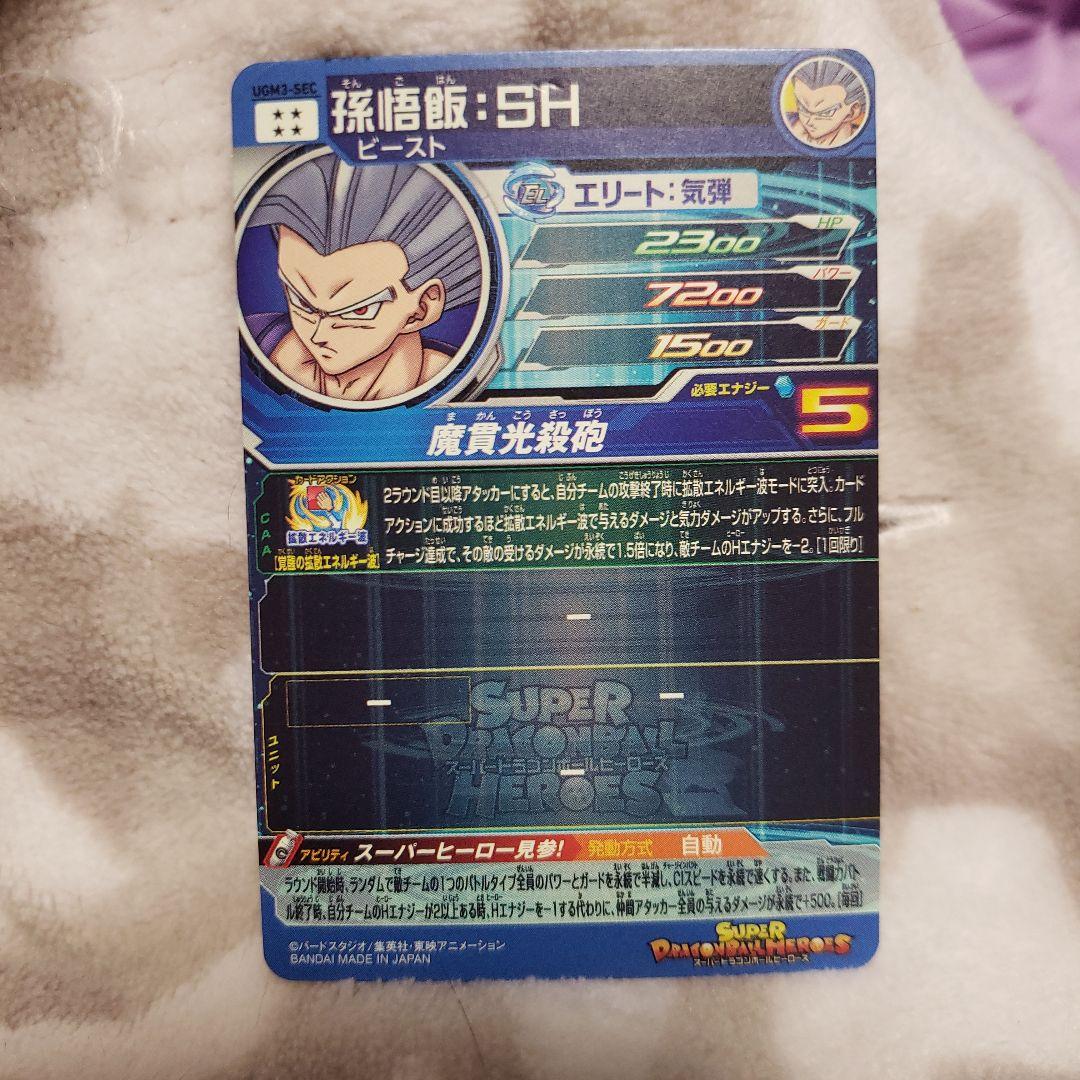 UGM3-SEC
★★
★★
そん ご はん
孫悟飯:SH
ビースト
EL
エリート:気弾
HP
2300
パワー
7200
ガード
1500
必要エナジー
5
ま かん こう さっ ぽう
魔貫光殺砲
CAA
カードアクション
拡散エネルギー波
[覚醒の拡散エネルギー波]
2ラウンド目以降アタッカーにすると、自分チームの攻撃終了時に拡散エネルギー波モードに突入。カード
アクションに成功するほど拡散エネルギー波で与えるダメージと気力ダメージがアップする。さらに、フル
チャージ達成で、その敵の受けるダメージが永続で1.5倍になり、敵チームのHエナジーを-2。[1回限り]
-
ユニット
- -
-
SUPER
DRAGONBALL
スーパードラゴンボールヒーローズ
HEROES
アビリティ スーパーヒーロー見参! 発動方式 自動
ラウンド開始時、ランダムで敵チームの1つのバトルタイプ全員のパワーとガードを永続で半減し、CIスピードを永続で速くする。また、戦闘力バト
ル終了時、自分チームのHエナジーが2以上ある時、Hエナジーを-1する代わりに、仲間アタッカー全員の与えるダメージが永続で+500。[毎回]
©バードスタジオ/集英社・東映アニメーション
BANDAI MADE IN JAPAN
SUPER
DRAGONBALL HEROES
スーパードラゴンボールヒーローズ